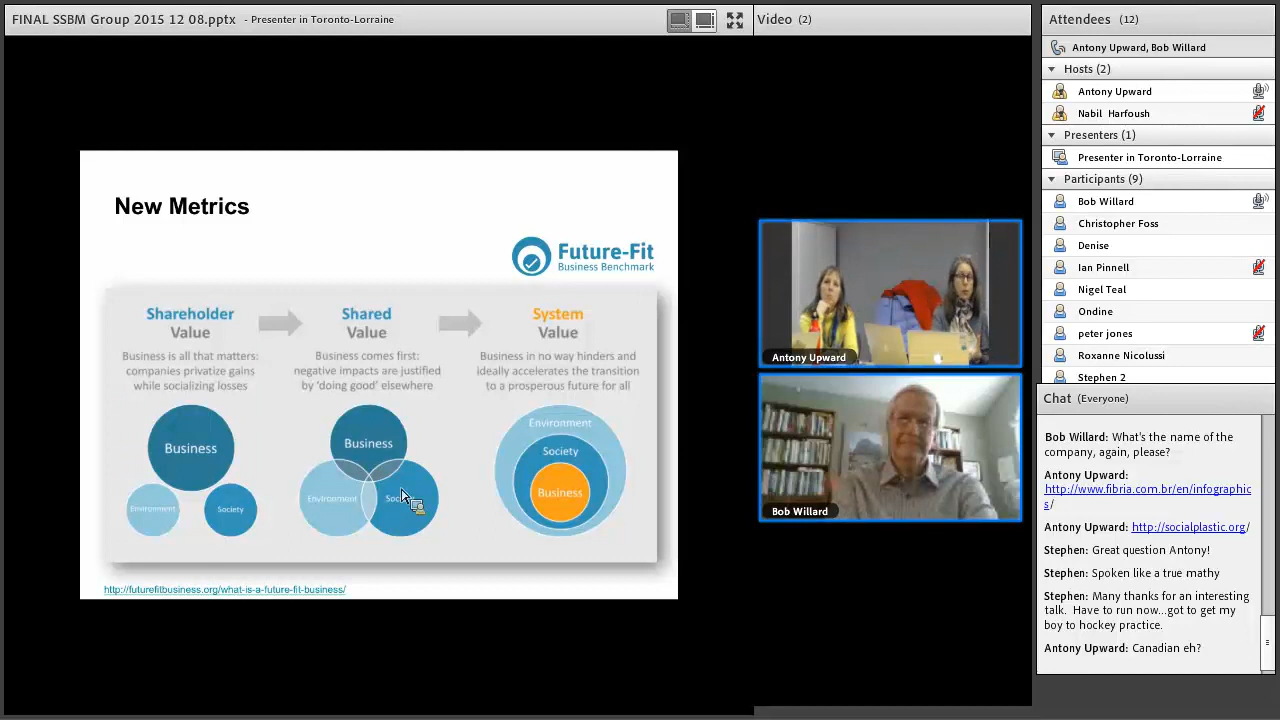 FINAL SSBM Group 2015 12 08.pptx - Presenter in Toronto-Lorraine
New Metrics
Future-Fit
Business Benchmark
Shareholder
Value
Business is all that matters:
companies privatize gains
while socializing losses
Business
Environment
Society
Shared
Value
Business comes first:
negative impacts are justified
by 'doing good' elsewhere
Business
Environment
System
Value
Business in no way hinders and
ideally accelerates the transition
to a prosperous future for all
Environment
Society
Business
http://futurefitbusiness.org/what-is-a-future-fit-business/
Video (2)
Antony Upward
Bob Willard
Attendees (12)
Antony Upward, Bob Willard
Hosts (2)
Antony Upward
Nabil Harfoush
Presenters (1)
Presenter in Toronto-Lorraine
Participants (9)
Bob Willard
Christopher Foss
Denise
Ian Pinnell
Nigel Teal
Ondine
peter jones
Roxanne Nicolussi
Stephen 2
Chat (Everyone)
Bob Willard: What's the name of the
company, again, please?
Antony Upward:
http://www.fibria.com.br/en/infographic
s/
Antony Upward: http://socialplastic.org/
Stephen: Great question Antony!
Stephen: Spoken like a true mathy
Stephen: Many thanks for an interesting
talk. Have to run now...got to get my
boy to hockey practice.
Antony Upward: Canadian eh?